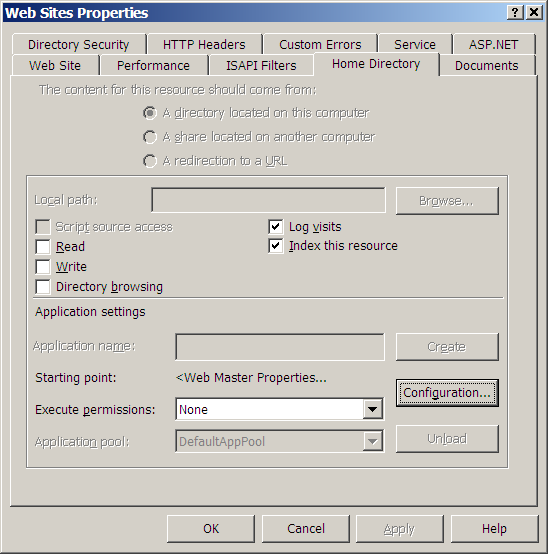 Web Sites Properties
Directory Security HTTP Headers Custom Errors Service ASP.NET
Web Site Performance ISAPI Filters Home Directory Documents
The content for this resource should come from:
A directory located on this computer
A share located on another computer
A redirection to a URL
Local path: Browse...
Script source access Log visits
Read Index this resource
Write
Directory browsing
Application settings
Application name: Create
Starting point: <Web Master Properties...
Configuration...
Execute permissions: None
Application pool: DefaultAppPool Unload
OK Cancel Apply Help